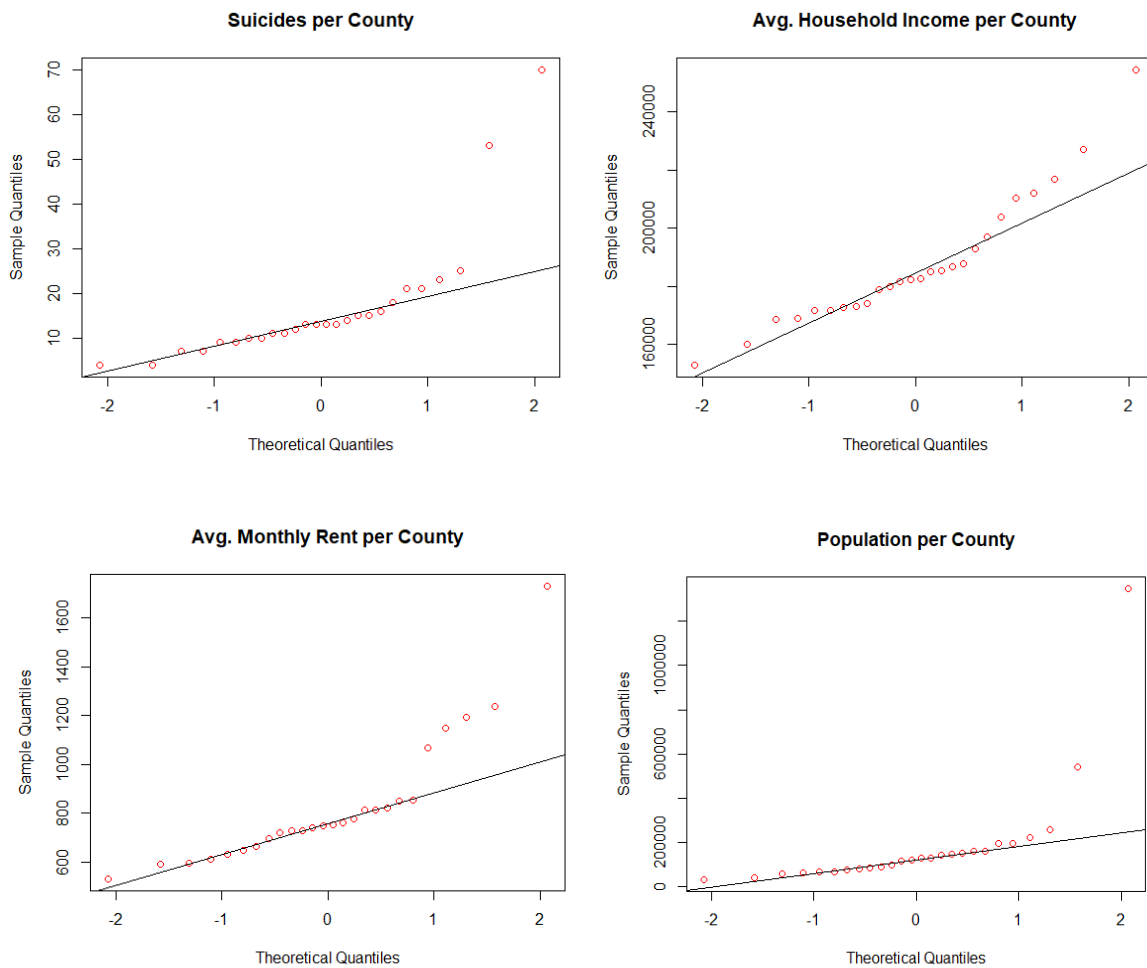 Suicides per County
Sample Quantiles
70
60
50
40
30
20
10
-2 -1 0 1 2
Theoretical Quantiles
Avg. Household Income per County
Sample Quantiles
240000
200000
160000
-2 -1 0 1 2
Theoretical Quantiles
Avg. Monthly Rent per County
Sample Quantiles
1600
1400
1200
1000
800
600
-2 -1 0 1 2
Theoretical Quantiles
Population per County
Sample Quantiles
1000000
600000
200000
0
-2 -1 0 1 2
Theoretical Quantiles